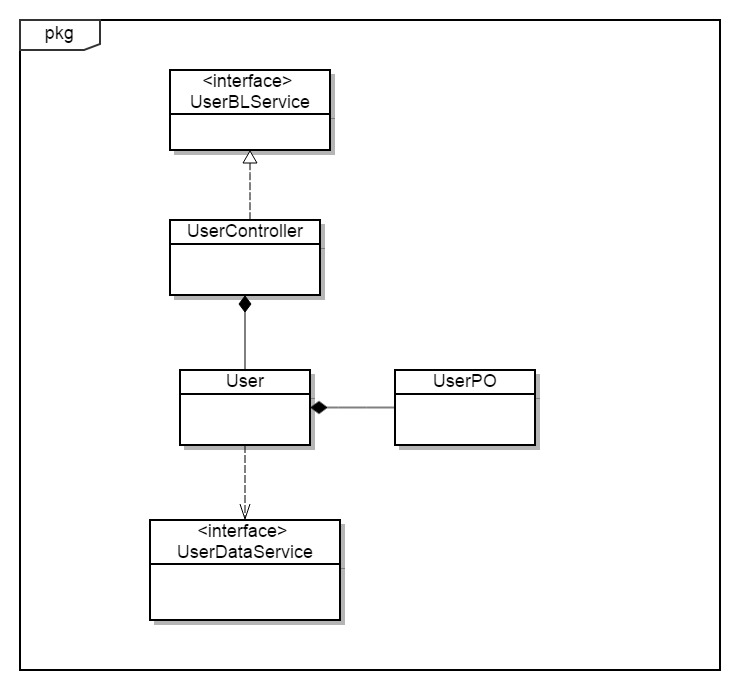 pkg
<interface>
UserBLService
UserController
User
UserPO
<interface>
UserDataService